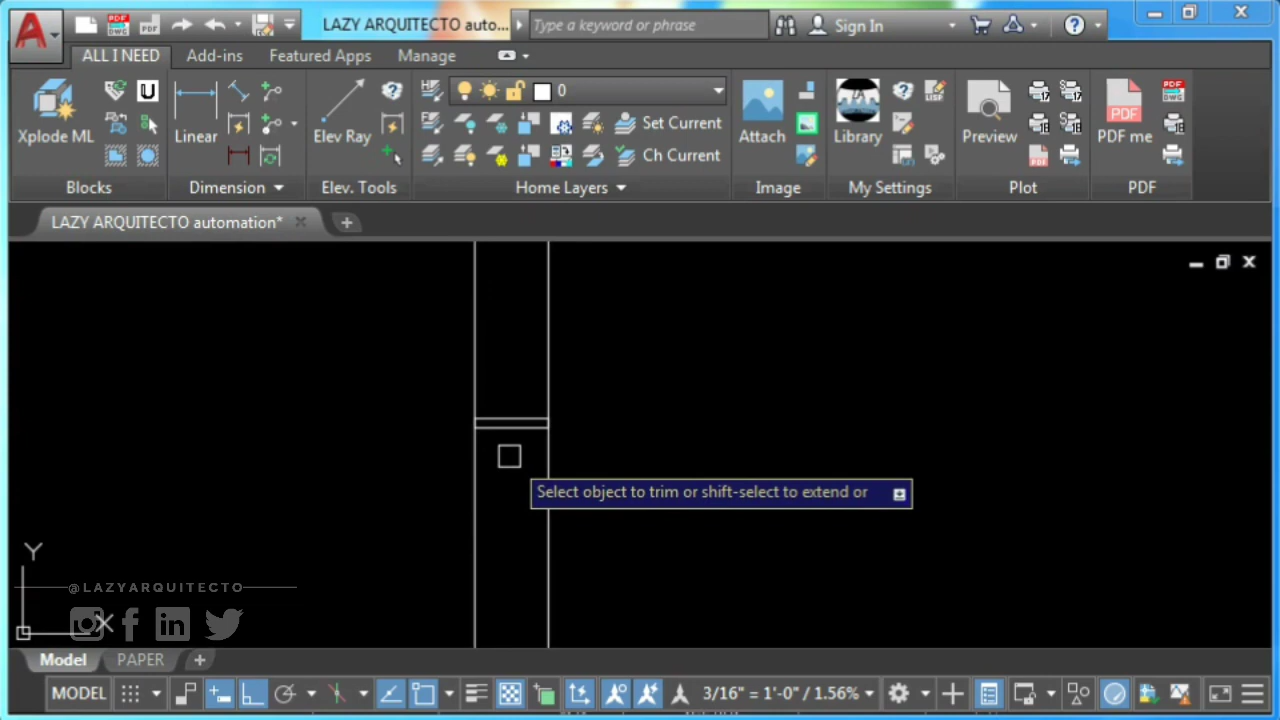 LAZY ARQUITECTO auto...
Type a keyword or phrase
Sign In
ALL I NEED
Add-ins
Featured Apps
Manage
Xplode ML
Linear
Elev Ray
0
Set Current
Ch Current
Attach
Library
LISP
Preview
PDF
PDF me
Blocks
Dimension
Elev. Tools
Home Layers
Image
My Settings
Plot
PDF
LAZY ARQUITECTO automation*
Select object to trim or shift-select to extend or
Y
X
@LAZYARQUITECTO
Model
PAPER
MODEL
3/16" = 1'-0" / 1.56%